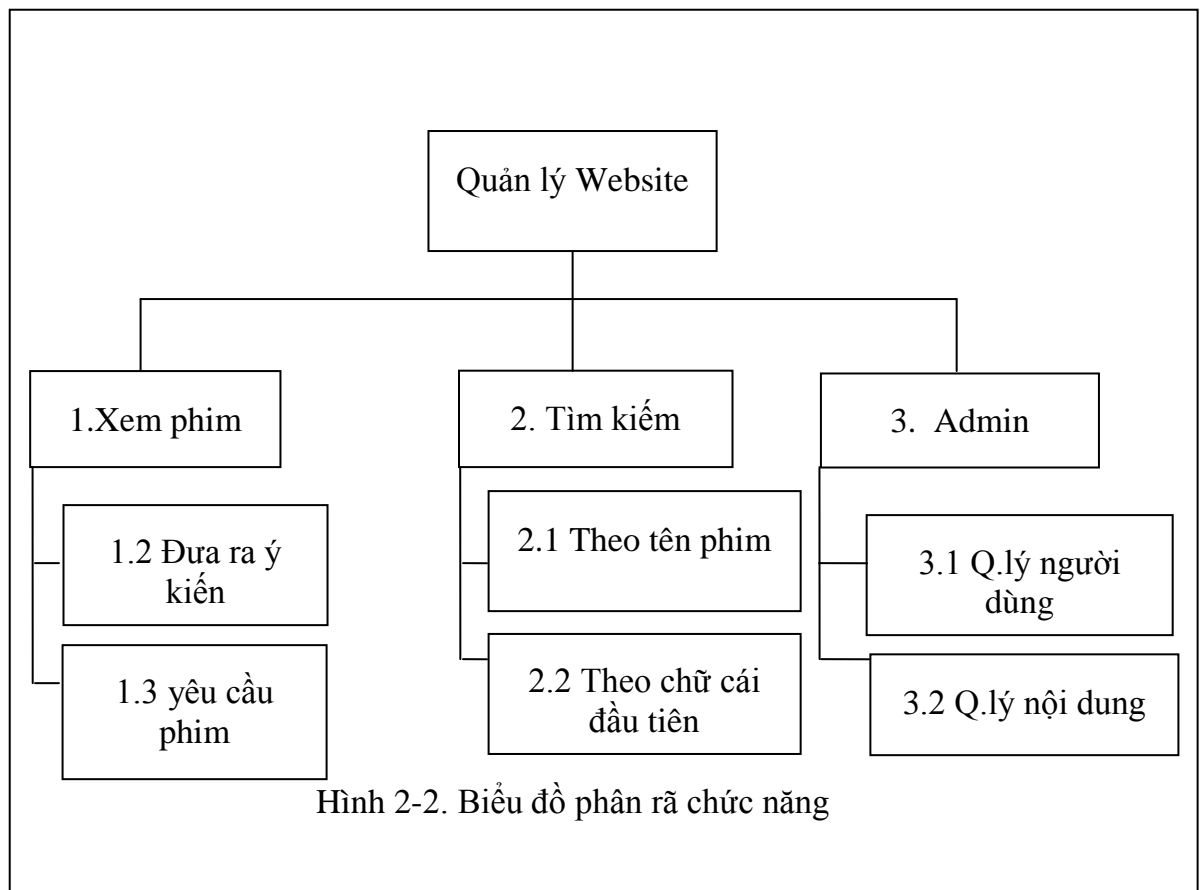 Quản lý Website
1.Xem phim
2. Tìm kiếm
3. Admin
1.2 Đưa ra ý
kiến
1.3 yêu cầu
phim
2.1 Theo tên phim
2.2 Theo chữ cái
đầu tiên
3.1 Q.lý người
dùng
3.2 Q.lý nội dung
Hình 2-2. Biểu đồ phân rã chức năng